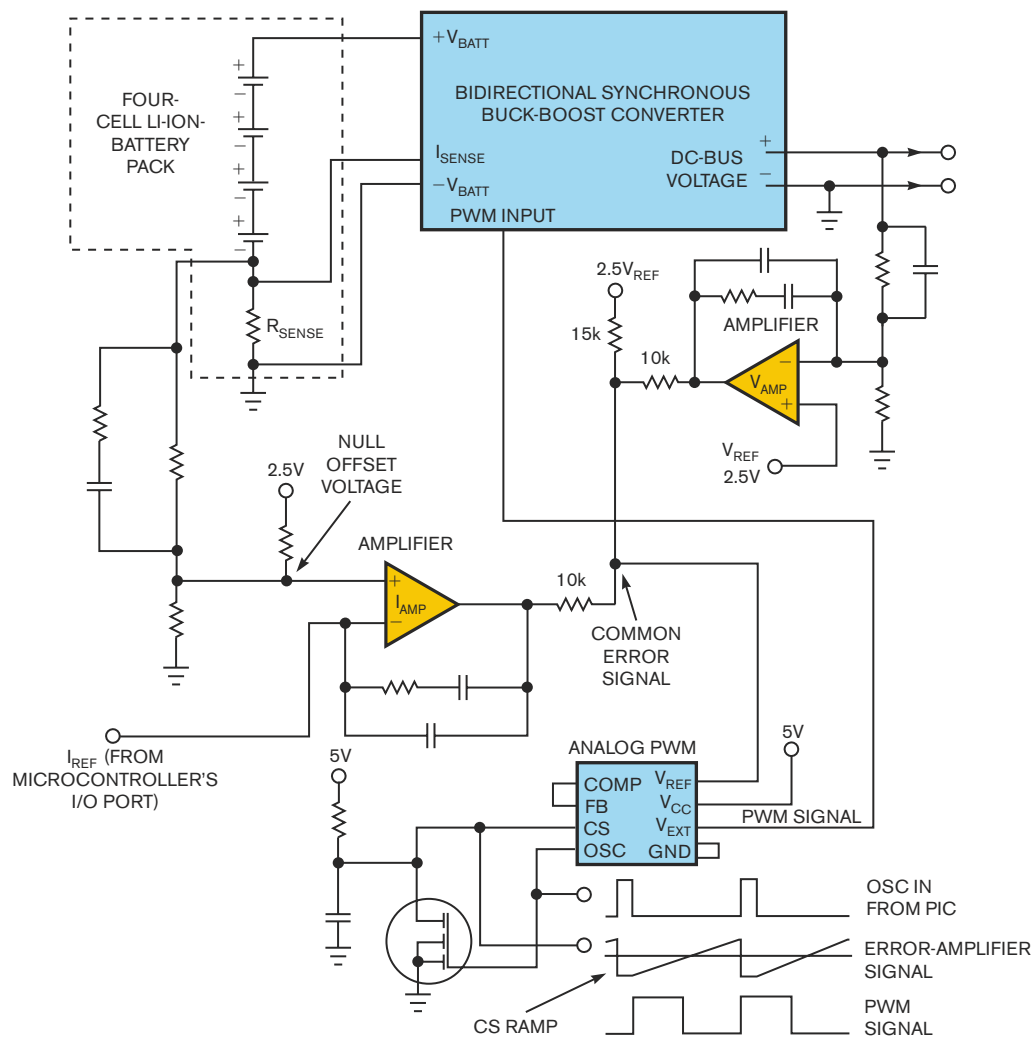 +VBATT
BIDIRECTIONAL SYNCHRONOUS
BUCK-BOOST CONVERTER
FOUR-
CELL LI-ION-
BATTERY
PACK
+
−
+
−
+
−
+
−
ISENSE
−VBATT
PWM INPUT
DC-BUS
VOLTAGE
+
−
RSENSE
2.5VREF
15k
10k
AMPLIFIER
VAMP
−
+
VREF
2.5V
NULL
OFFSET
VOLTAGE
2.5V
AMPLIFIER
+
IAMP
−
10k
COMMON
ERROR
SIGNAL
IREF (FROM
MICROCONTROLLER'S
I/O PORT)
5V
ANALOG PWM
5V
COMP
FB
CS
OSC
VREF
VCC
VEXT
GND
PWM SIGNAL
OSC IN
FROM PIC
ERROR-AMPLIFIER
SIGNAL
CS RAMP
PWM
SIGNAL